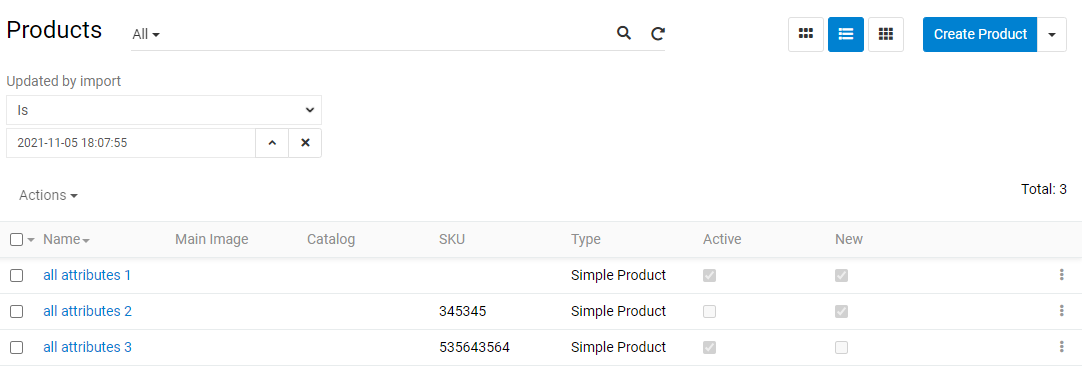 Products All Create Product
Updated by import
Is
2021-11-05 18:07:55
Actions Total: 3
Name Main Image Catalog SKU Type Active New
all attributes 1 Simple Product
all attributes 2 345345 Simple Product
all attributes 3 535643564 Simple Product